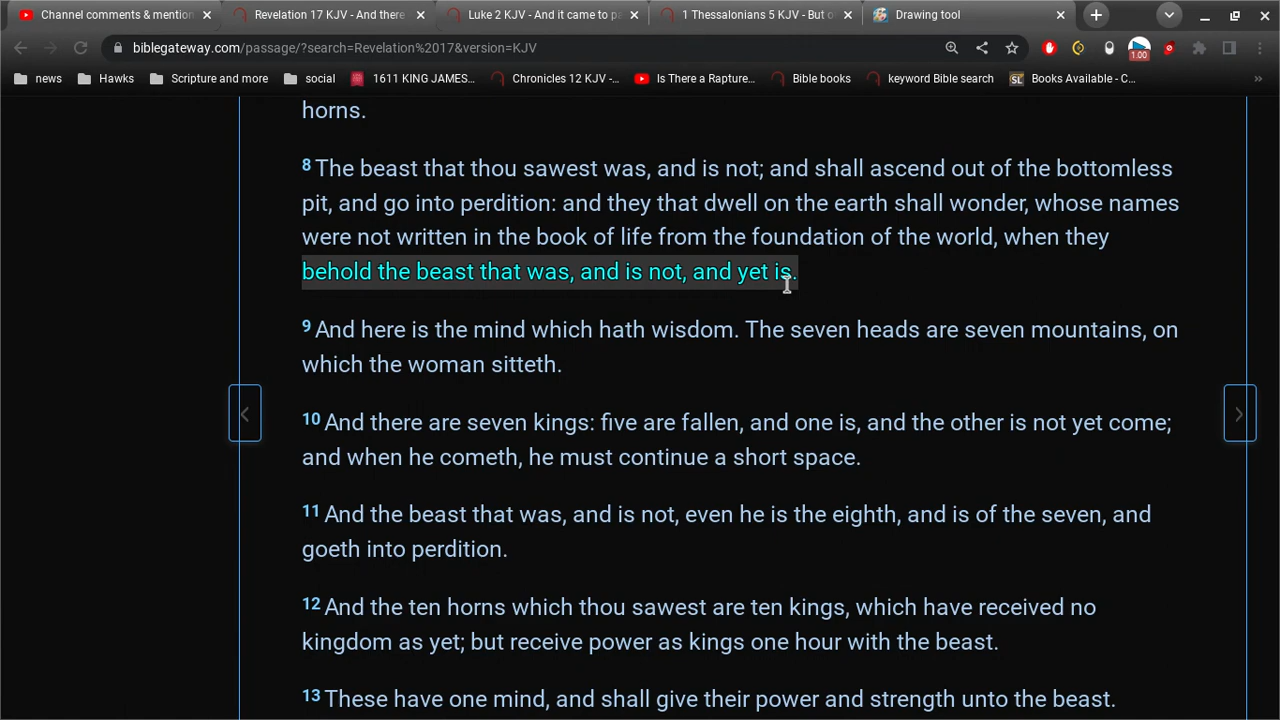 Channel comments & mention
Revelation 17 KJV - And there
Luke 2 KJV - And it came to pa
1 Thessalonians 5 KJV - But o
Drawing tool
biblegateway.com/passage/?search=Revelation%2017&version=KJV
1.00
news
Hawks
Scripture and more
social
1611 KING JAMES...
Chronicles 12 KJV -...
Is There a Rapture...
Bible books
keyword Bible search
SL
Books Available - C...
horns.
8 The beast that thou sawest was, and is not; and shall ascend out of the bottomless
pit, and go into perdition: and they that dwell on the earth shall wonder, whose names
were not written in the book of life from the foundation of the world, when they
behold the beast that was, and is not, and yet is.
9 And here is the mind which hath wisdom. The seven heads are seven mountains, on
which the woman sitteth.
10 And there are seven kings: five are fallen, and one is, and the other is not yet come;
and when he cometh, he must continue a short space.
11 And the beast that was, and is not, even he is the eighth, and is of the seven, and
goeth into perdition.
12 And the ten horns which thou sawest are ten kings, which have received no
kingdom as yet; but receive power as kings one hour with the beast.
13 These have one mind, and shall give their power and strength unto the beast.